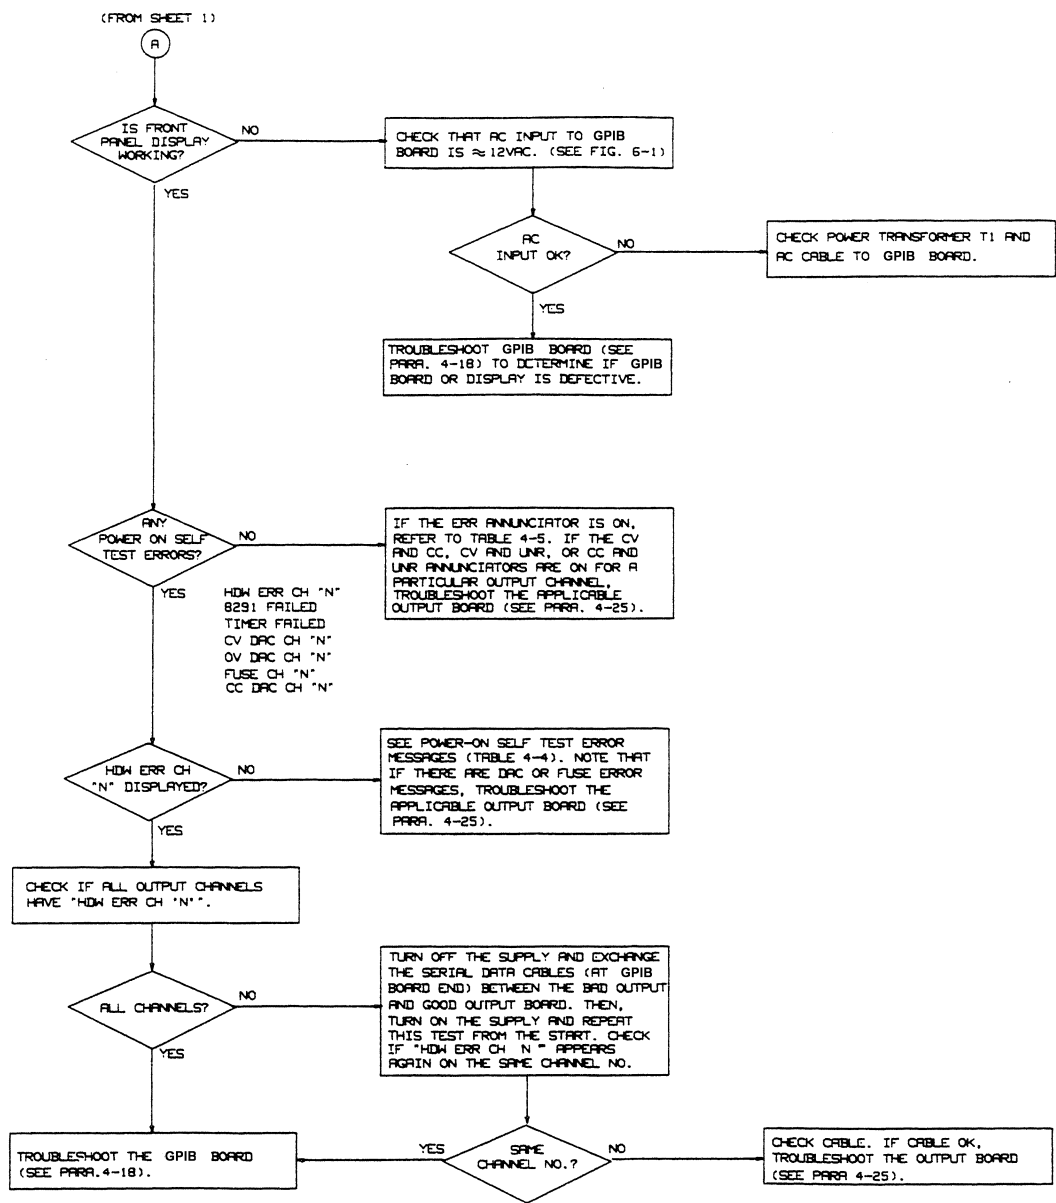 (FROM SHEET 1)
A
IS FRONT
PANEL DISPLAY
WORKING?
NO
YES
CHECK THAT AC INPUT TO GPIB
BOARD IS ≈12VAC. (SEE FIG. 6-1)
AC
INPUT OK?
NO
YES
CHECK POWER TRANSFORMER T1 AND
AC CABLE TO GPIB BOARD.
TROUBLESHOOT GPIB BOARD (SEE
PARA. 4-18) TO DCTERMINE IF GPIB
BOARD OR DISPLAY IS DEFECTIVE.
ANY
POWER ON SELF
TEST ERRORS?
NO
YES
IF THE ERR ANNUNCIATOR IS ON,
REFER TO TABLE 4-5. IF THE CV
AND CC, CV AND UNR, OR CC AND
UNR ANNUNCIATORS ARE ON FOR A
PARTICULAR OUTPUT CHANNEL,
TROUBLESHOOT THE APPLICABLE
OUTPUT BOARD (SEE PARA. 4-25).
HDW ERR CH "N"
8291 FAILED
TIMER FAILED
CV DAC CH "N"
OV DAC CH "N"
FUSE CH "N"
CC DAC CH "N"
HDW ERR CH
"N" DISPLAYED?
NO
YES
SEE POWER-ON SELF TEST ERROR
MESSAGES (TABLE 4-4). NOTE THAT
IF THERE ARE DAC OR FUSE ERROR
MESSAGES, TROUBLESHOOT THE
APPLICABLE OUTPUT BOARD (SEE
PARA. 4-25).
CHECK IF ALL OUTPUT CHANNELS
HAVE "HDW ERR CH "N"".
ALL CHANNELS?
NO
YES
TURN OFF THE SUPPLY AND EXCHANGE
THE SERIAL DATA CABLES (AT GPIB
BOARD END) BETWEEN THE BAD OUTPUT
AND GOOD OUTPUT BOARD. THEN,
TURN ON THE SUPPLY AND REPEAT
THIS TEST FROM THE START. CHECK
IF "HDW ERR CH N " APPEARS
AGAIN ON THE SAME CHANNEL NO.
TROUBLESHOOT THE GPIB BOARD
(SEE PARA.4-18).
YES
SAME
CHANNEL NO.?
NO
CHECK CABLE. IF CABLE OK,
TROUBLESHOOT THE OUTPUT BOARD
(SEE PARA 4-25).